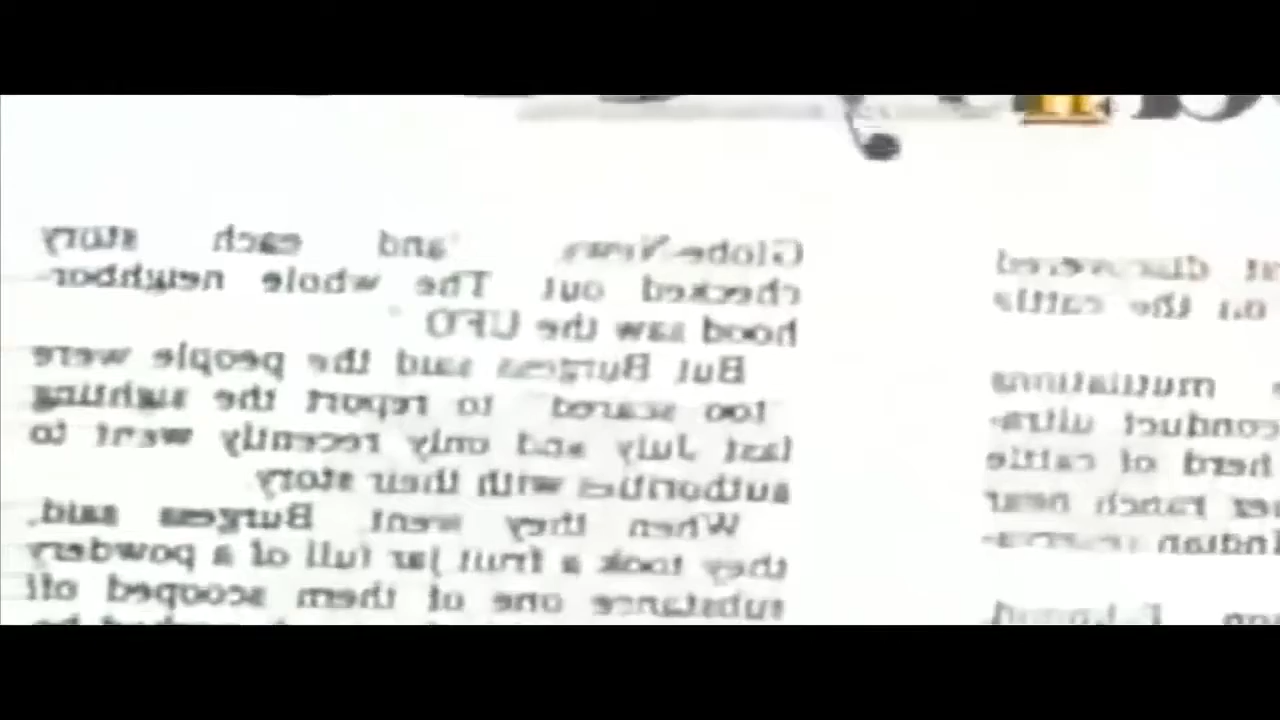 discovered
on the cattle
mutilations
conduct ultra-
herd of cattle
ranch near
Indian
Globe-News and each story
checked out The whole neighbor-
hood saw the UFO
But Burgess said the people were
too scared to report the sighting
last July and only recently went to
authorities with their story
When they went, Burgess said,
they took a fruit jar full of a powdery
substance one of them scooped off